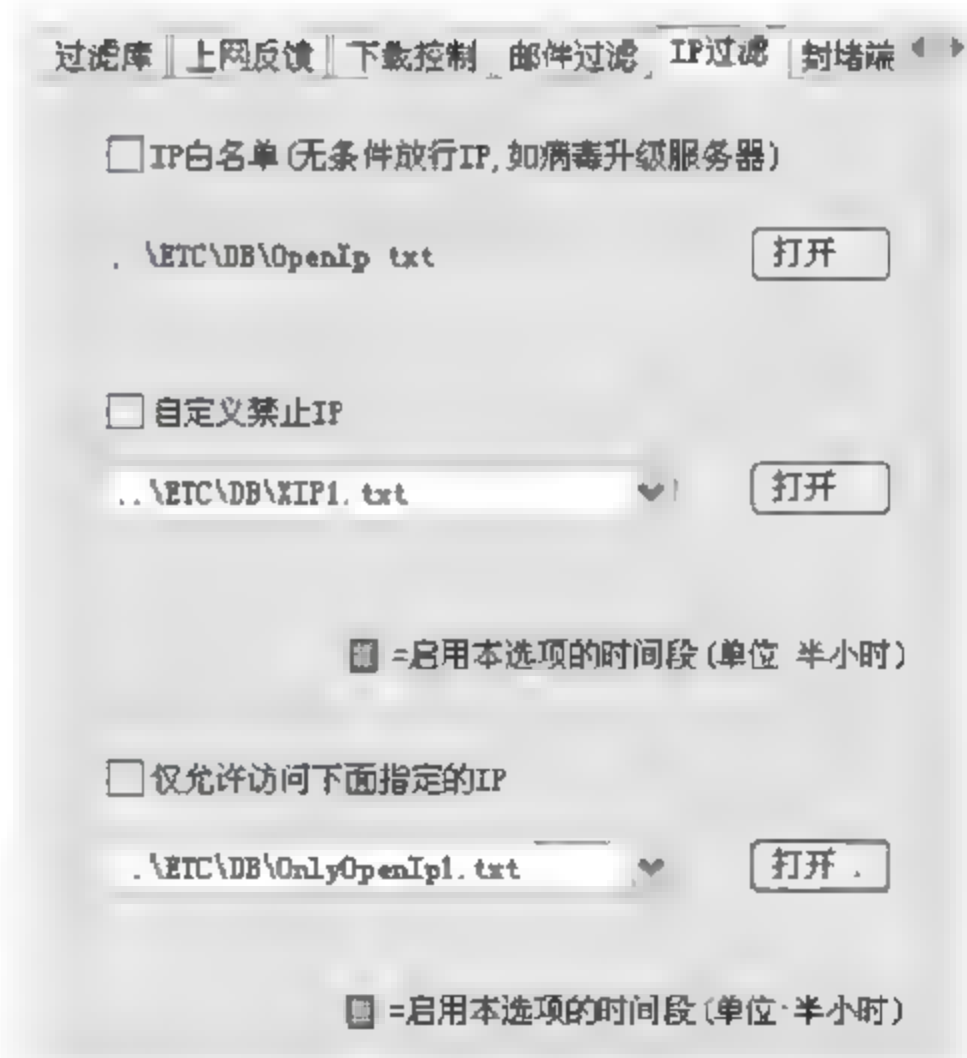 过滤库 上网反馈 下载控制 邮件过滤 IP过滤 封堵端
IP白名单(无条件放行IP,如病毒升级服务器)
. \ETC\DB\OpenIp txt 打开
自定义禁止IP
..\ETC\DB\XIP1.txt 打开
=启用本选项的时间段(单位 半小时)
仅允许访问下面指定的IP
.\ETC\DB\OnlyOpenIp1.txt 打开.
=启用本选项的时间段(单位·半小时)